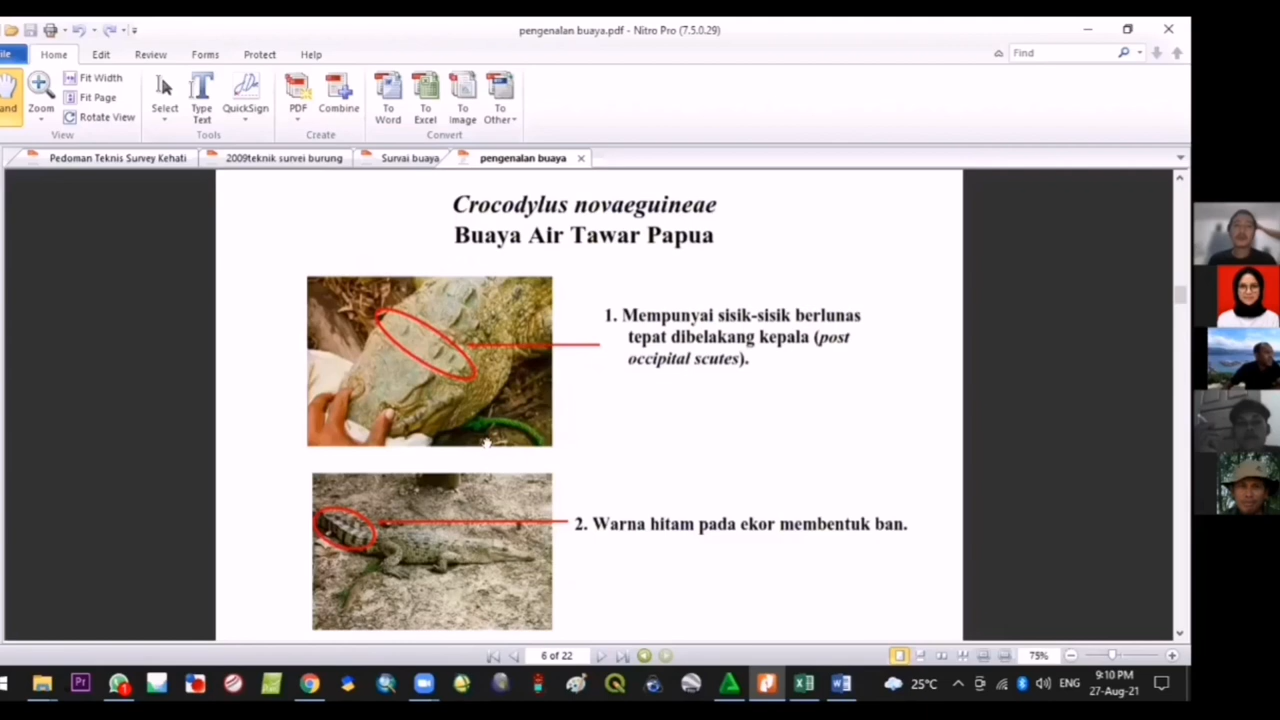 pengenalan buaya.pdf - Nitro Pro (7.5.0.29)
Home Edit Review Forms Protect Help
Find
Fit Width
Fit Page
Rotate View
Zoom
Select
Type Text
QuickSign
PDF
Combine
To Word
To Excel
To Image
To Other
View
Tools
Create
Convert
Pedoman Teknis Survey Kehati
2009teknik survei burung
Survai buaya
pengenalan buaya
Crocodylus novaeguineae
Buaya Air Tawar Papua
1. Mempunyai sisik-sisik berlunas
tepat dibelakang kepala (post
occipital scutes).
2. Warna hitam pada ekor membentuk ban.
6 of 22
75%
25°C
ENG
9:10 PM
27-Aug-21